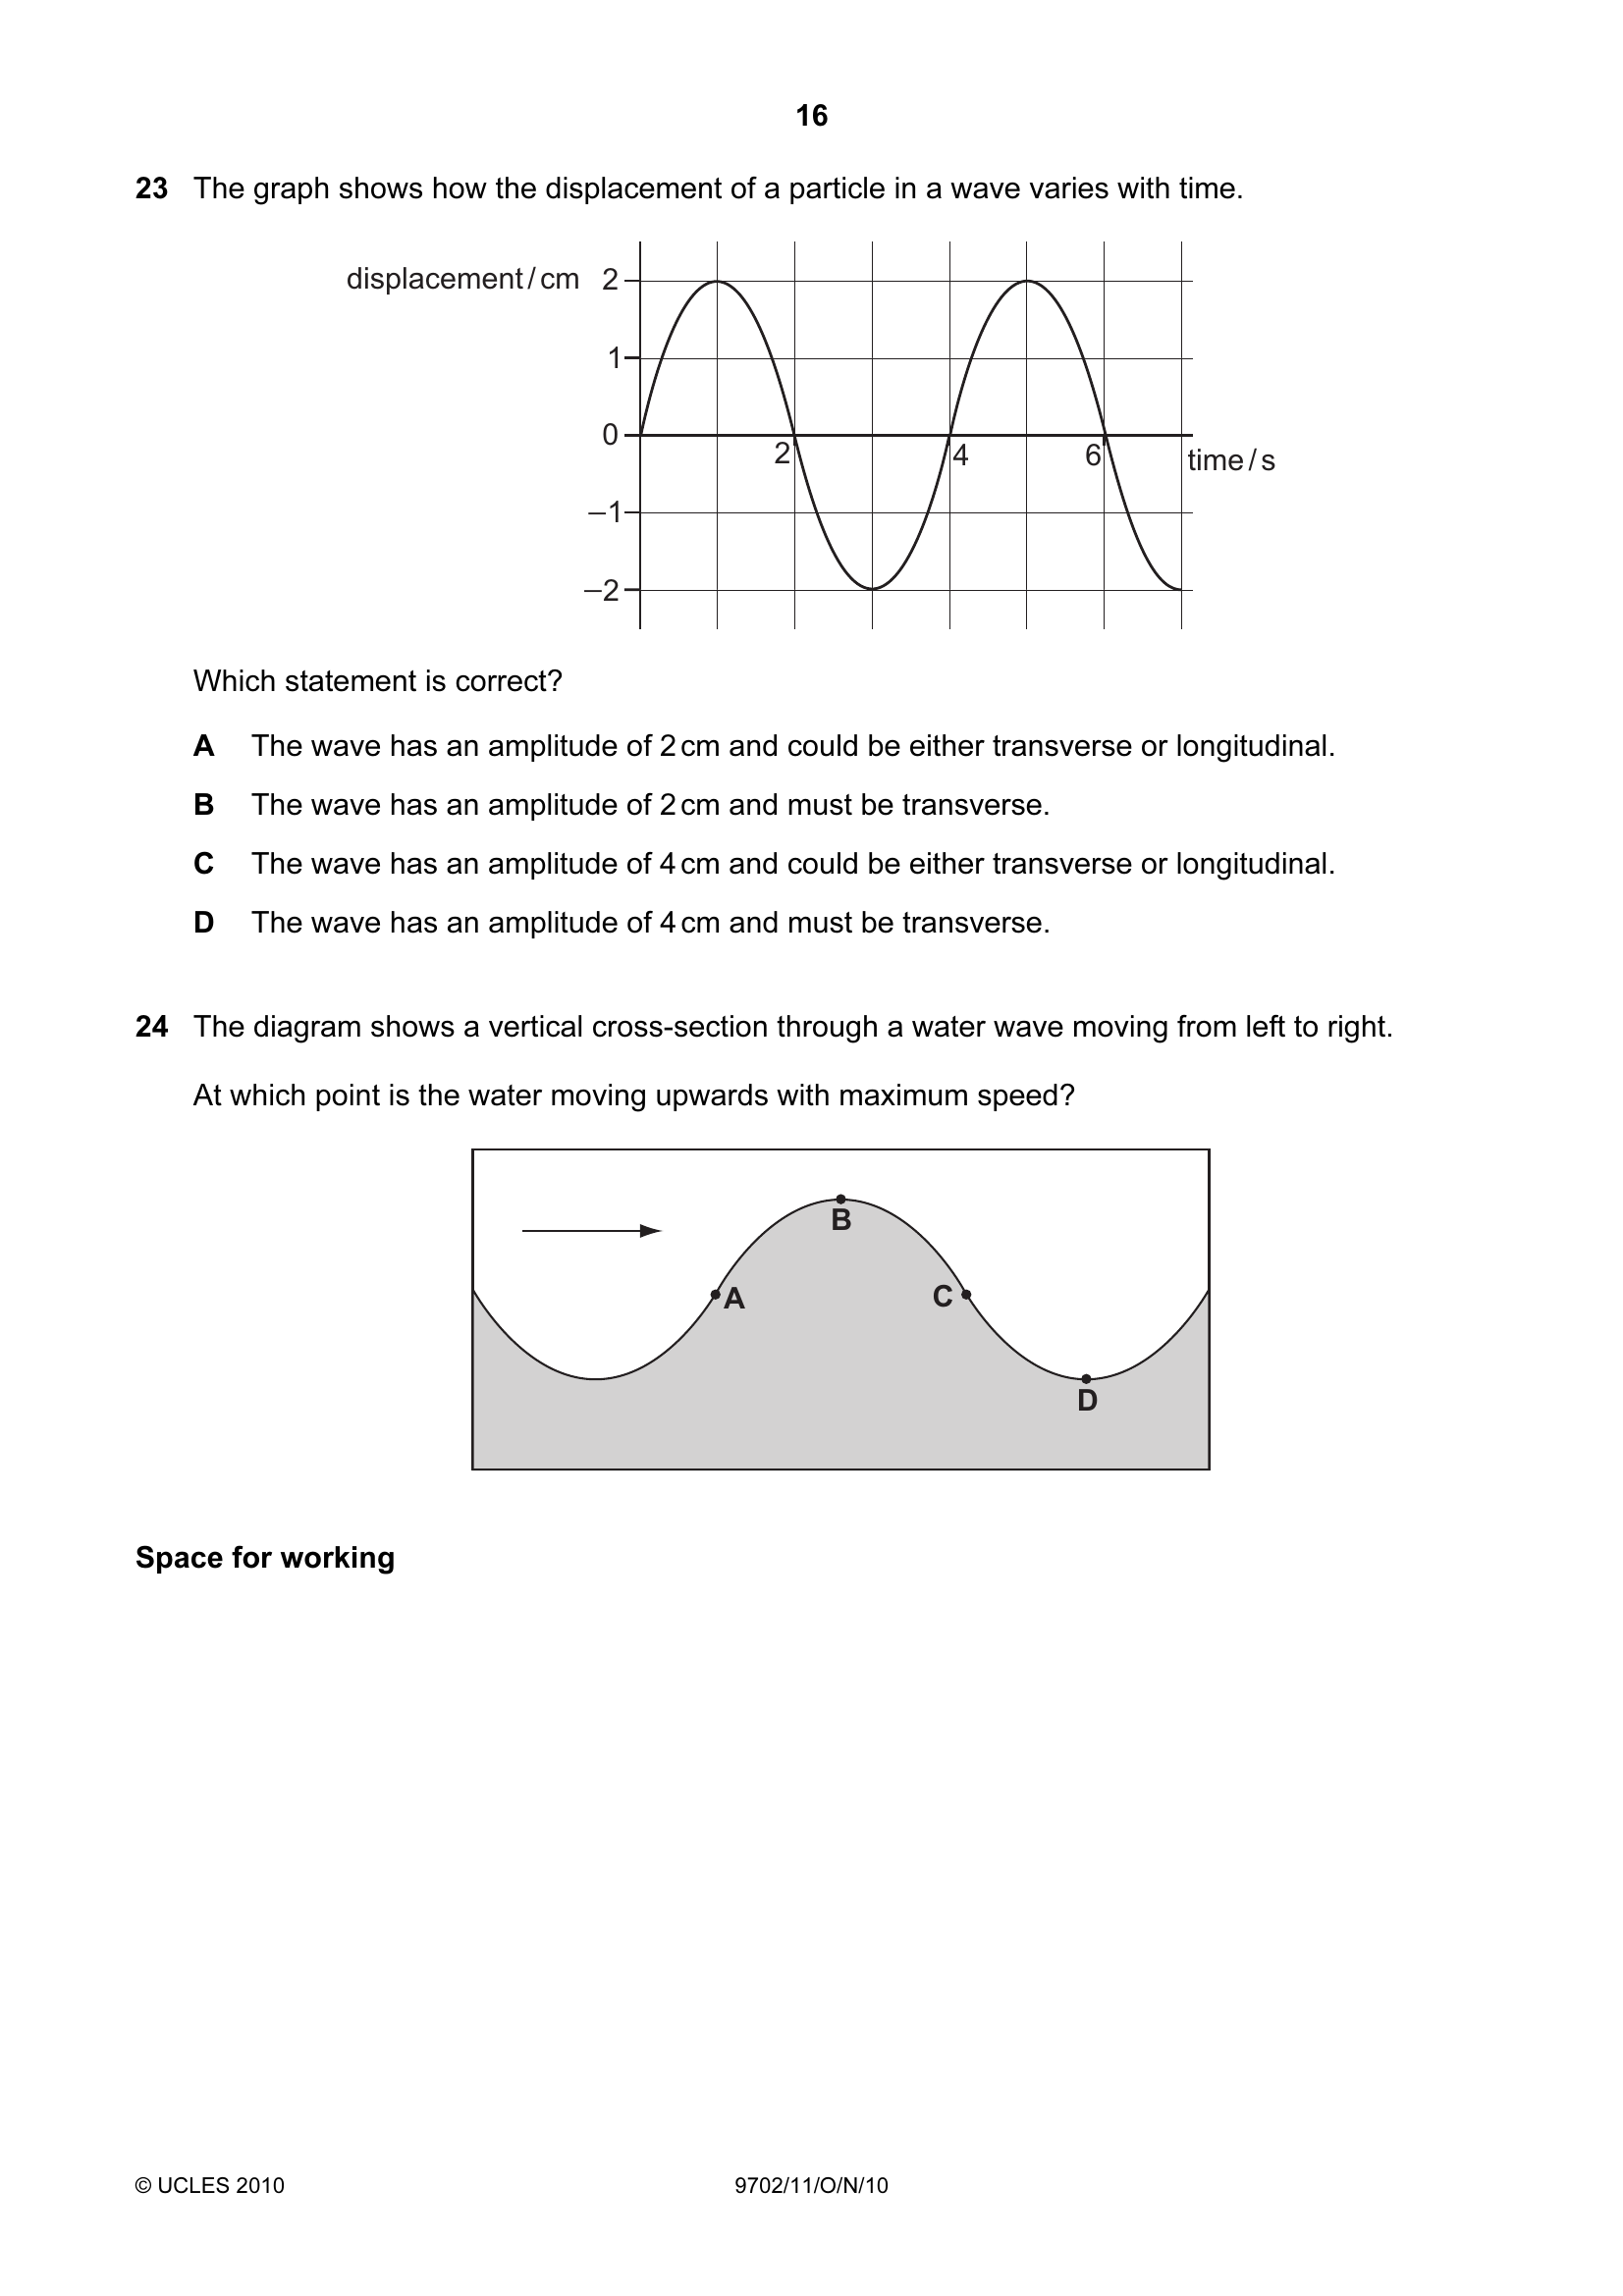 16
23 The graph shows how the displacement of a particle in a wave varies with time.
displacement / cm 2
1
0
2 4 6 time / s
–1
–2
Which statement is correct?
A The wave has an amplitude of 2 cm and could be either transverse or longitudinal.
B The wave has an amplitude of 2 cm and must be transverse.
C The wave has an amplitude of 4 cm and could be either transverse or longitudinal.
D The wave has an amplitude of 4 cm and must be transverse.
24 The diagram shows a vertical cross-section through a water wave moving from left to right.
At which point is the water moving upwards with maximum speed?
B
A C
D
Space for working
© UCLES 2010 9702/11/O/N/10